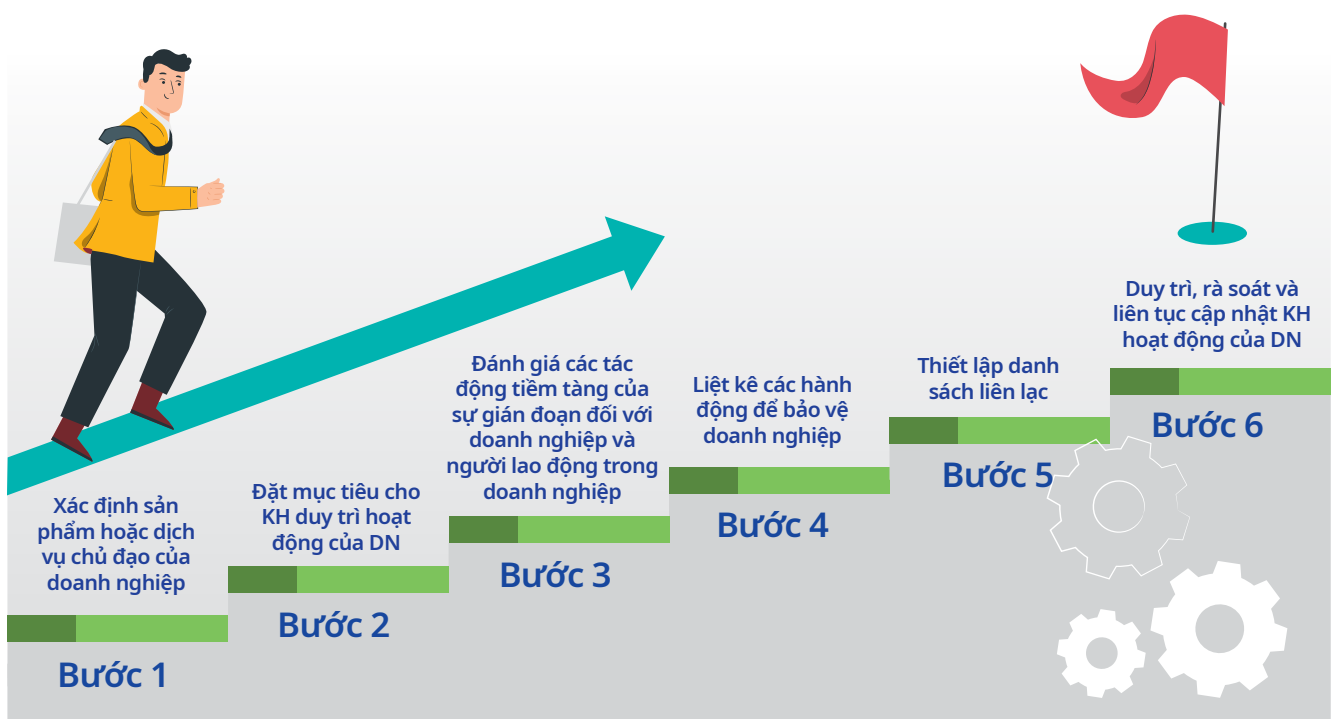 Xác định sản
phẩm hoặc dịch
vụ chủ đạo của
doanh nghiệp
Bước 1
Đặt mục tiêu cho
KH duy trì hoạt
động của DN
Bước 2
Đánh giá các tác
động tiềm tàng của
sự gián đoạn đối với
doanh nghiệp và
người lao động trong
doanh nghiệp
Bước 3
Liệt kê các hành
động để bảo vệ
doanh nghiệp
Bước 4
Thiết lập danh
sách liên lạc
Bước 5
Duy trì, rà soát và
liên tục cập nhật KH
hoạt động của DN
Bước 6